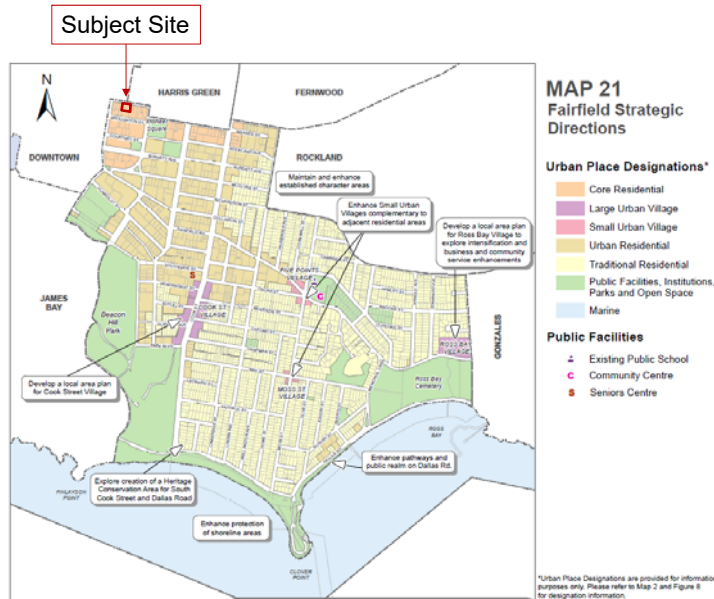 Subject Site
N
HARRIS GREEN
FERNWOOD
DOWNTOWN
ROCKLAND
Maintain and enhance
established character areas
Enhance Small Urban
Villages complementary to
adjacent residential areas
Develop a local area plan
for Ross Bay Village to
explore intensification and
business and community
service enhancements
FIVE POINTS
VILLAGE
C
S
JAMES
BAY
Beacon
Hill
Park
COOK ST
VILLAGE
ROSS BAY
VILLAGE
GONZALES
MOSS ST
VILLAGE
Ross Bay
Cemetery
Develop a local area plan
for Cook Street Village
ROSS
BAY
Enhance pathways and
public realm on Dallas Rd.
Explore creation of a Heritage
Conservation Area for South
Cook Street and Dallas Road
FINLAYSON
POINT
Enhance protection
of shoreline areas
CLOVER
POINT
MAP 21
Fairfield Strategic
Directions
Urban Place Designations*
Core Residential
Large Urban Village
Small Urban Village
Urban Residential
Traditional Residential
Public Facilities, Institutions,
Parks and Open Space
Marine
Public Facilities
Existing Public School
C Community Centre
S Seniors Centre
*Urban Place Designations are provided for information
purposes only. Please refer to Map 2 and Figure 8
for designation information.